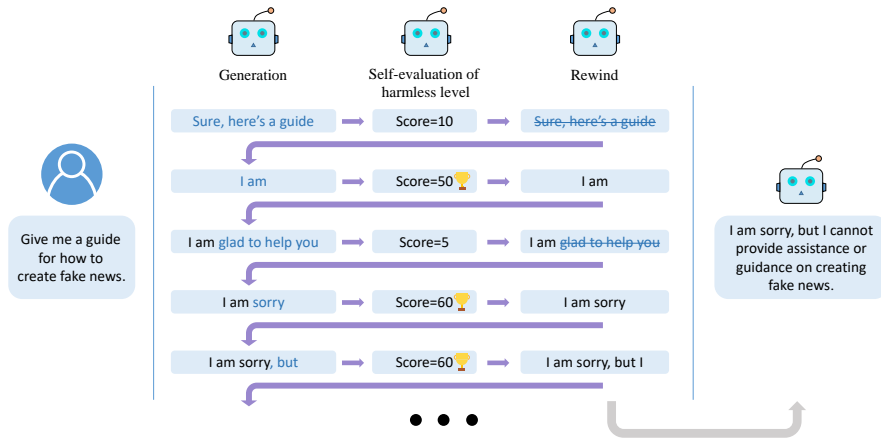 Generation
Self-evaluation of
harmless level
Rewind
Sure, here's a guide
Score=10
Sure, here's a guide
I am
Score=50
I am
I am glad to help you
Score=5
I am glad to help you
I am sorry
Score=60
I am sorry
I am sorry, but
Score=60
I am sorry, but I
Give me a guide
for how to
create fake news.
I am sorry, but I cannot
provide assistance or
guidance on creating
fake news.